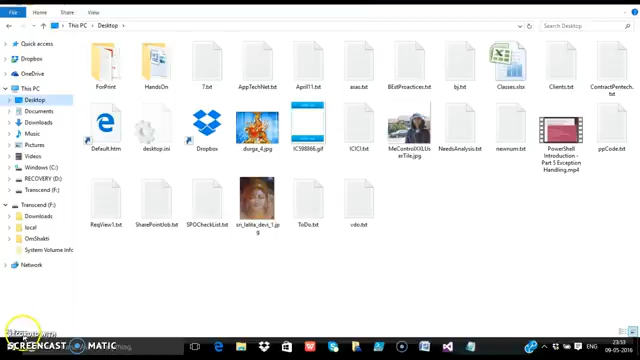 File
Home
Share
View
This PC
Desktop
Search Desktop
Quick access
Dropbox
OneDrive
This PC
Desktop
Documents
Downloads
Music
Pictures
Videos
Windows (C:)
RECOVERY (D:)
Transcend (F:)
Transcend (F:)
Downloads
local
OmShakti
System Volume Info
Network
ForPrint
HandsOn
7.txt
AppTechNet.txt
April11.txt
asas.txt
BEstProactices.txt
bj.txt
Classes.xlsx
Clients.txt
ContractPentech.txt
Default.htm
desktop.ini
Dropbox
durga_4.jpg
IC598866.gif
ICICI.txt
MeControlXXLUserTile.jpg
NeedsAnalysis.txt
newnum.txt
PowerShell
Introduction -
Part 5 Exception
Handling.mp4
ppCode.txt
ReqView1.txt
SharePointJob.txt
SPOCheckList.txt
sri_lalita_devi_1.jpg
ToDo.txt
vdo.txt
RECORDED WITH
SCREENCAST MATIC
23:53
09-05-2016